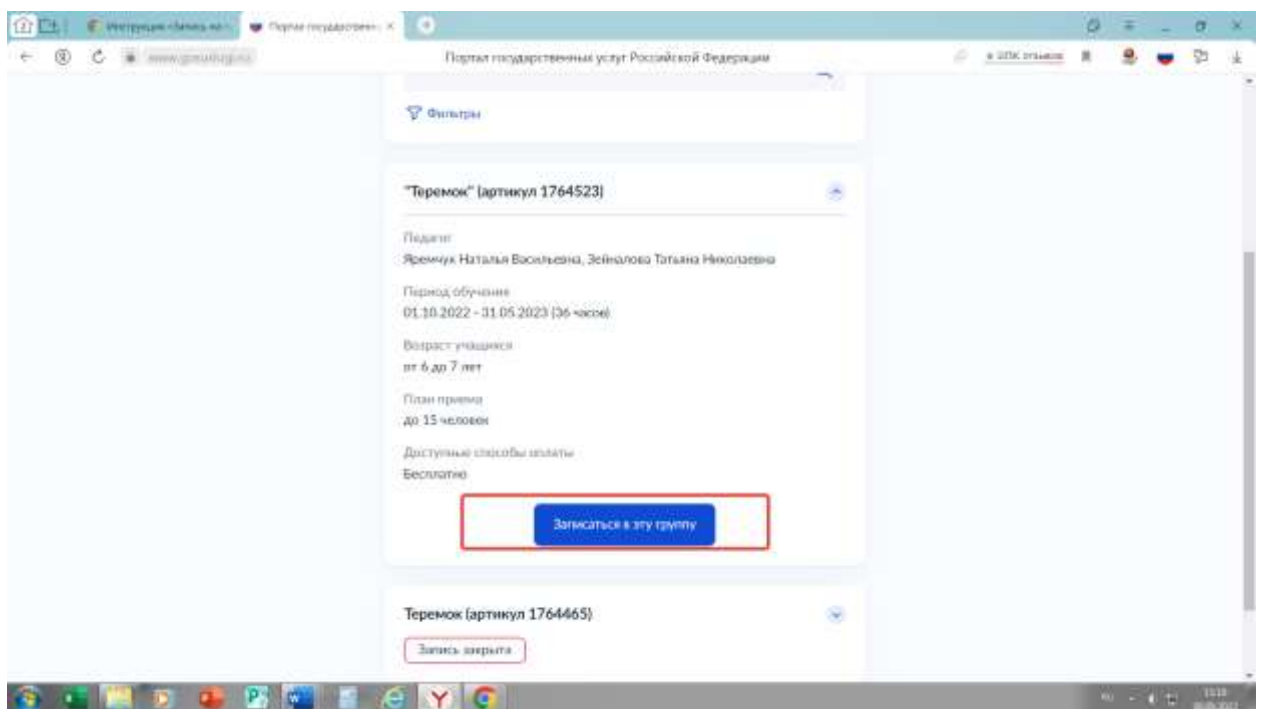 Портал государственных услуг Российской Федерации
Фильтры
"Теремок" (артикул 1764523)
Педагог
Яремчук Наталья Васильевна, Зейналова Татьяна Николаевна
Период обучения
01.10.2022 - 31.05.2023 (36 часов)
Возраст учащихся
от 6 до 7 лет
План приема
до 15 человек
Доступные способы оплаты
Бесплатно
Записаться в эту группу
Теремок (артикул 1764465)
Запись закрыта